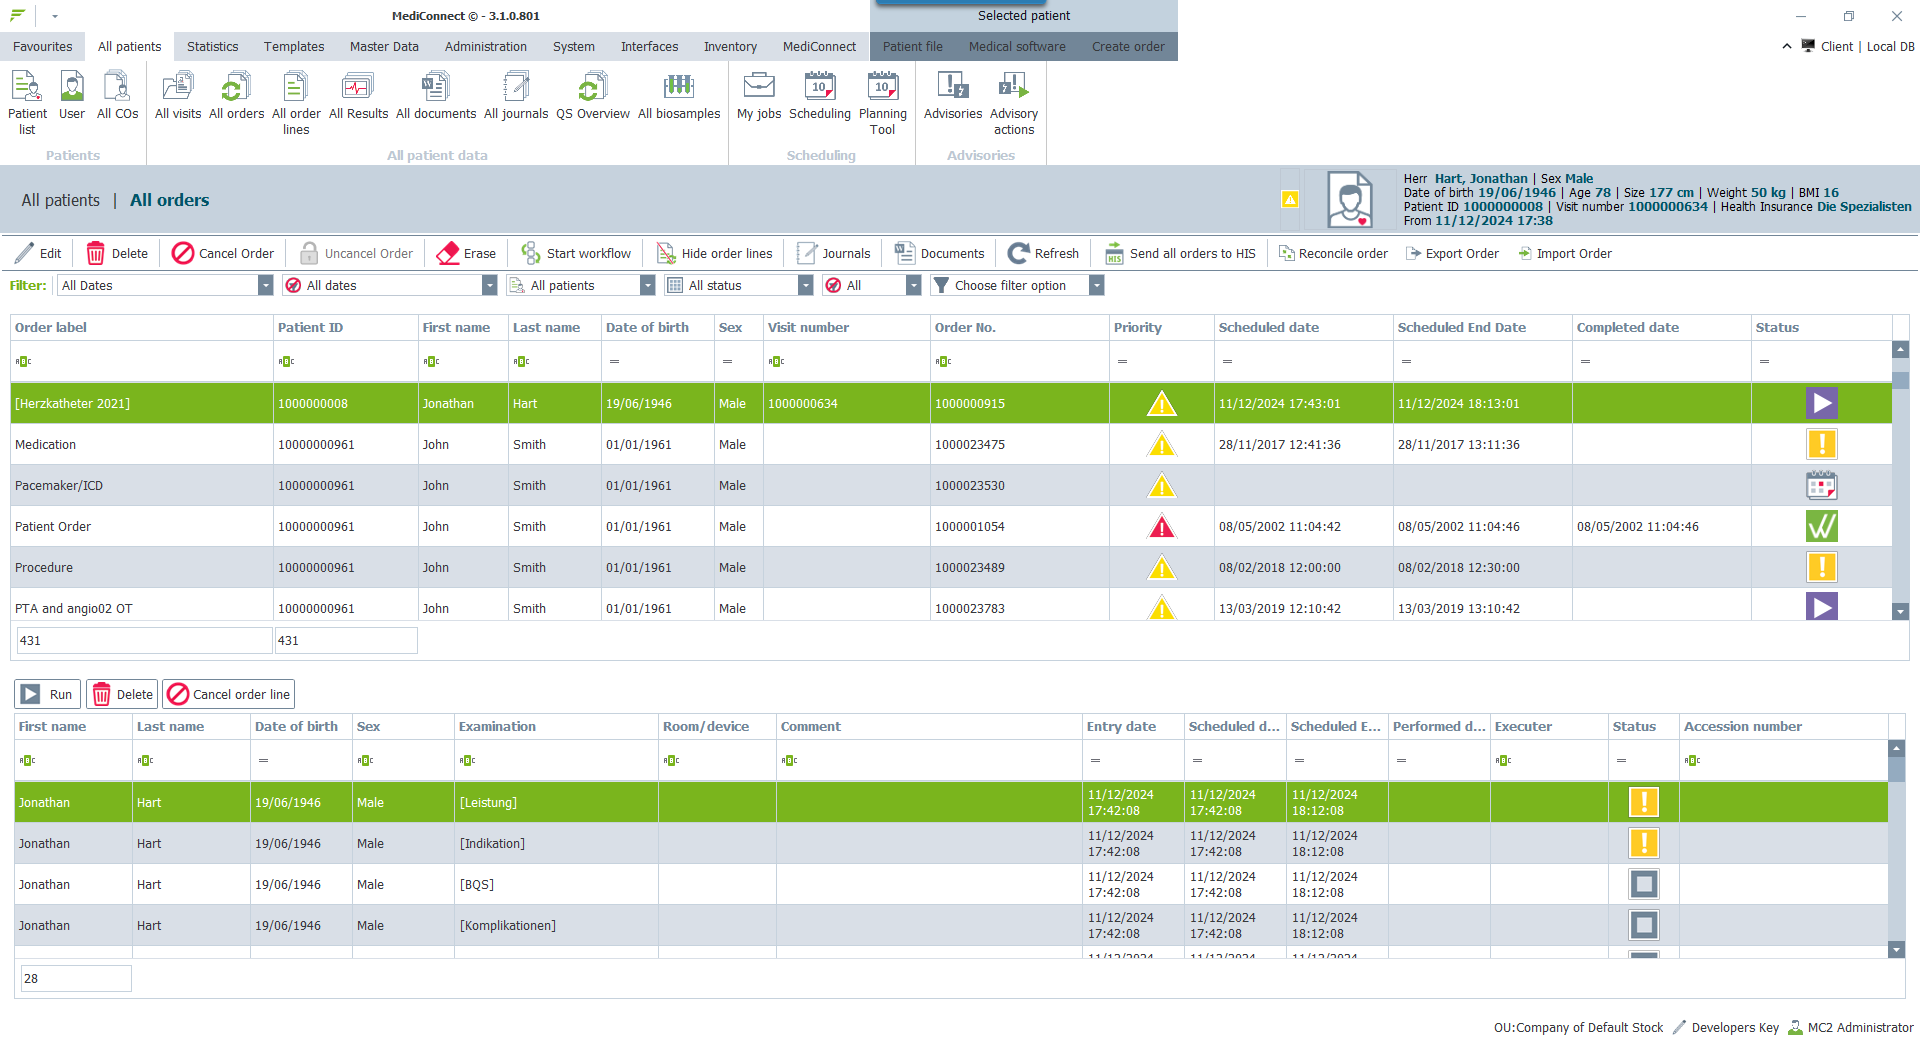 MediConnect © - 3.1.0.801
Selected patient
Favourites All patients Statistics Templates Master Data Administration System Interfaces Inventory MediConnect Patient file Medical software Create order Client | Local DB
Patient list User All COs All visits All orders All order lines All Results All documents All journals QS Overview All biosamples My jobs Scheduling Planning Tool Advisories Advisory actions
Patients All patient data Scheduling Advisories
All patients | All orders
Herr Hart, Jonathan | Sex Male
Date of birth 19/06/1946 | Age 78 | Size 177 cm | Weight 50 kg | BMI 16
Patient ID 1000000008 | Visit number 1000000634 | Health Insurance Die Spezialisten
From 11/12/2024 17:38
Edit Delete Cancel Order Uncancel Order Erase Start workflow Hide order lines Journals Documents Refresh Send all orders to HIS Reconcile order Export Order Import Order
Filter: All Dates All dates All patients All status All Choose filter option
Order label Patient ID First name Last name Date of birth Sex Visit number Order No. Priority Scheduled date Scheduled End Date Completed date Status
[Herzkatheter 2021] 1000000008 Jonathan Hart 19/06/1946 Male 1000000634 1000000915 11/12/2024 17:43:01 11/12/2024 18:13:01
Medication 10000000961 John Smith 01/01/1961 Male 1000023475 28/11/2017 12:41:36 28/11/2017 13:11:36
Pacemaker/ICD 10000000961 John Smith 01/01/1961 Male 1000023530
Patient Order 10000000961 John Smith 01/01/1961 Male 1000001054 08/05/2002 11:04:42 08/05/2002 11:04:46 08/05/2002 11:04:46
Procedure 10000000961 John Smith 01/01/1961 Male 1000023489 08/02/2018 12:00:00 08/02/2018 12:30:00
PTA and angio02 OT 10000000961 John Smith 01/01/1961 Male 1000023783 13/03/2019 12:10:42 13/03/2019 13:10:42
431 431
Run Delete Cancel order line
First name Last name Date of birth Sex Examination Room/device Comment Entry date Scheduled d... Scheduled E... Performed d... Executer Status Accession number
Jonathan Hart 19/06/1946 Male [Leistung] 11/12/2024 17:42:08 11/12/2024 17:42:08 11/12/2024 18:12:08
Jonathan Hart 19/06/1946 Male [Indikation] 11/12/2024 17:42:08 11/12/2024 17:42:08 11/12/2024 18:12:08
Jonathan Hart 19/06/1946 Male [BQS] 11/12/2024 17:42:08 11/12/2024 17:42:08 11/12/2024 18:12:08
Jonathan Hart 19/06/1946 Male [Komplikationen] 11/12/2024 17:42:08 11/12/2024 17:42:08 11/12/2024 18:12:08
11/12/2024 11/12/2024 11/12/2024
28
OU:Company of Default Stock Developers Key MC2 Administrator